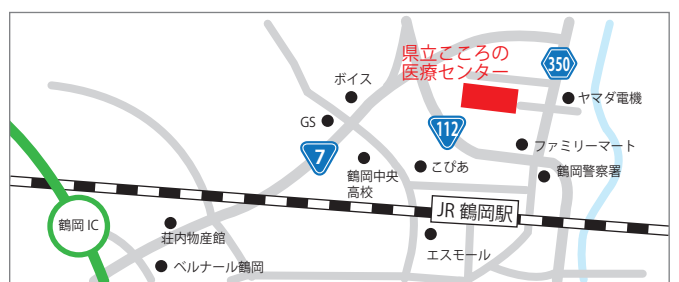 県立こころの
医療センター
350
ボイス
ヤマダ電機
GS
112
7
ファミリーマート
こぴあ
鶴岡中央
高校
鶴岡警察署
JR 鶴岡駅
鶴岡 IC
荘内物産館
エスモール
ベルナール鶴岡